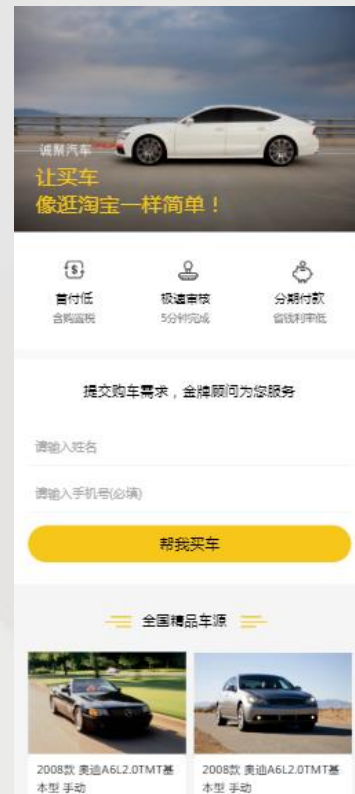 诚聚汽车
让买车
像逛淘宝一样简单！
首付低
极速审核
分期付款
含购置税
5分钟完成
省钱利率低
提交购车需求，金牌顾问为您服务
请输入姓名
请输入手机号(必填)
帮我买车
全国精品车源
2008款 奥迪A6L2.0TMT基
本型 手动
2008款 奥迪A6L2.0TMT基
本型 手动